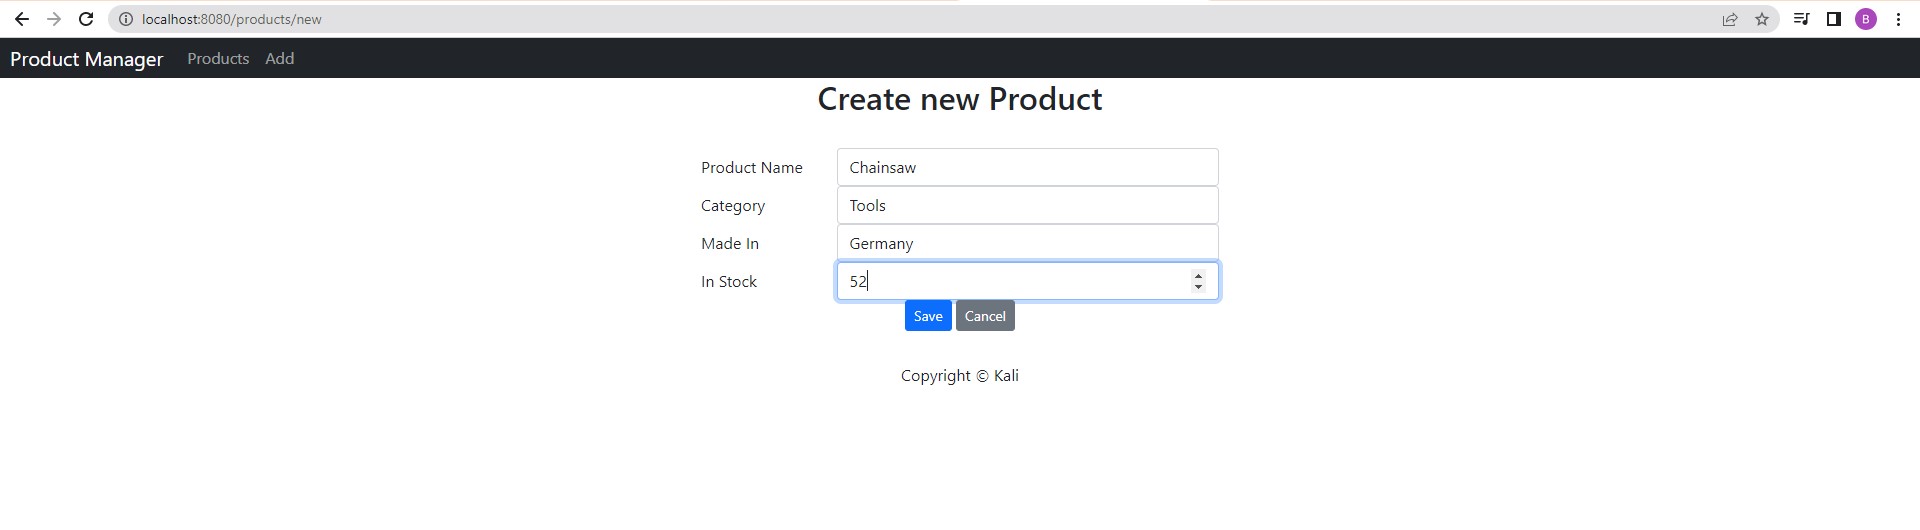 localhost:8080/products/new
B
Product Manager Products Add
Create new Product
Product Name Chainsaw
Category Tools
Made In Germany
In Stock 52
Save Cancel
Copyright © Kali